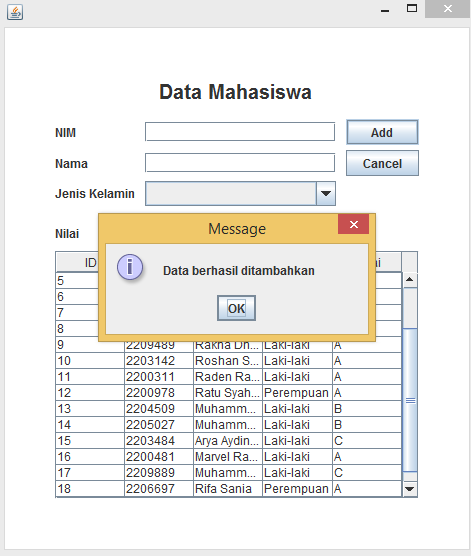 Data Mahasiswa
NIM Add
Nama Cancel
Jenis Kelamin
Nilai
Message
Data berhasil ditambahkan
OK
ID
5
6
7
8
9 2209489 Rakha Dh... Laki-laki A
10 2203142 Roshan S... Laki-laki A
11 2200311 Raden Ra... Laki-laki A
12 2200978 Ratu Syah... Perempuan A
13 2204509 Muhamm... Laki-laki B
14 2205027 Muhamm... Laki-laki B
15 2203484 Arya Aydin... Laki-laki C
16 2200481 Marvel Ra... Laki-laki A
17 2209889 Muhamm... Laki-laki C
18 2206697 Rifa Sania Perempuan A